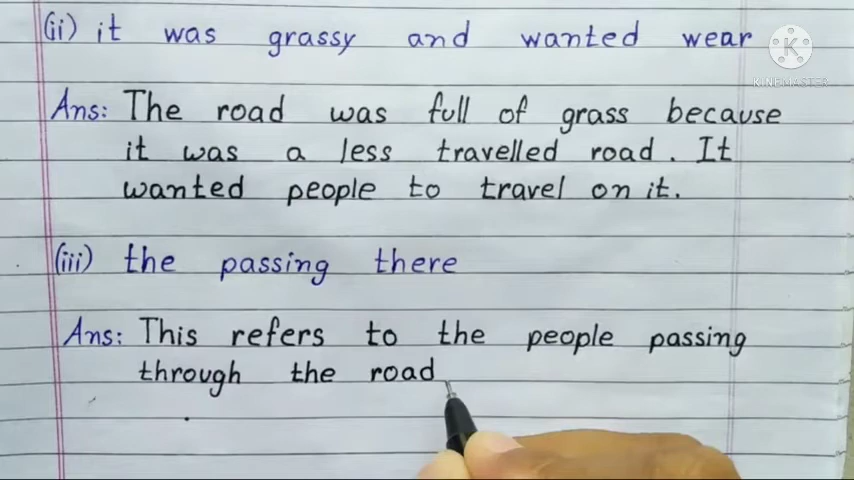 (ii) it was grassy and wanted wear
KINEMASTER
Ans: The road was full of grass because
it was a less travelled road. It
wanted people to travel on it.
(iii) the passing there
Ans: This refers to the people passing
through the road